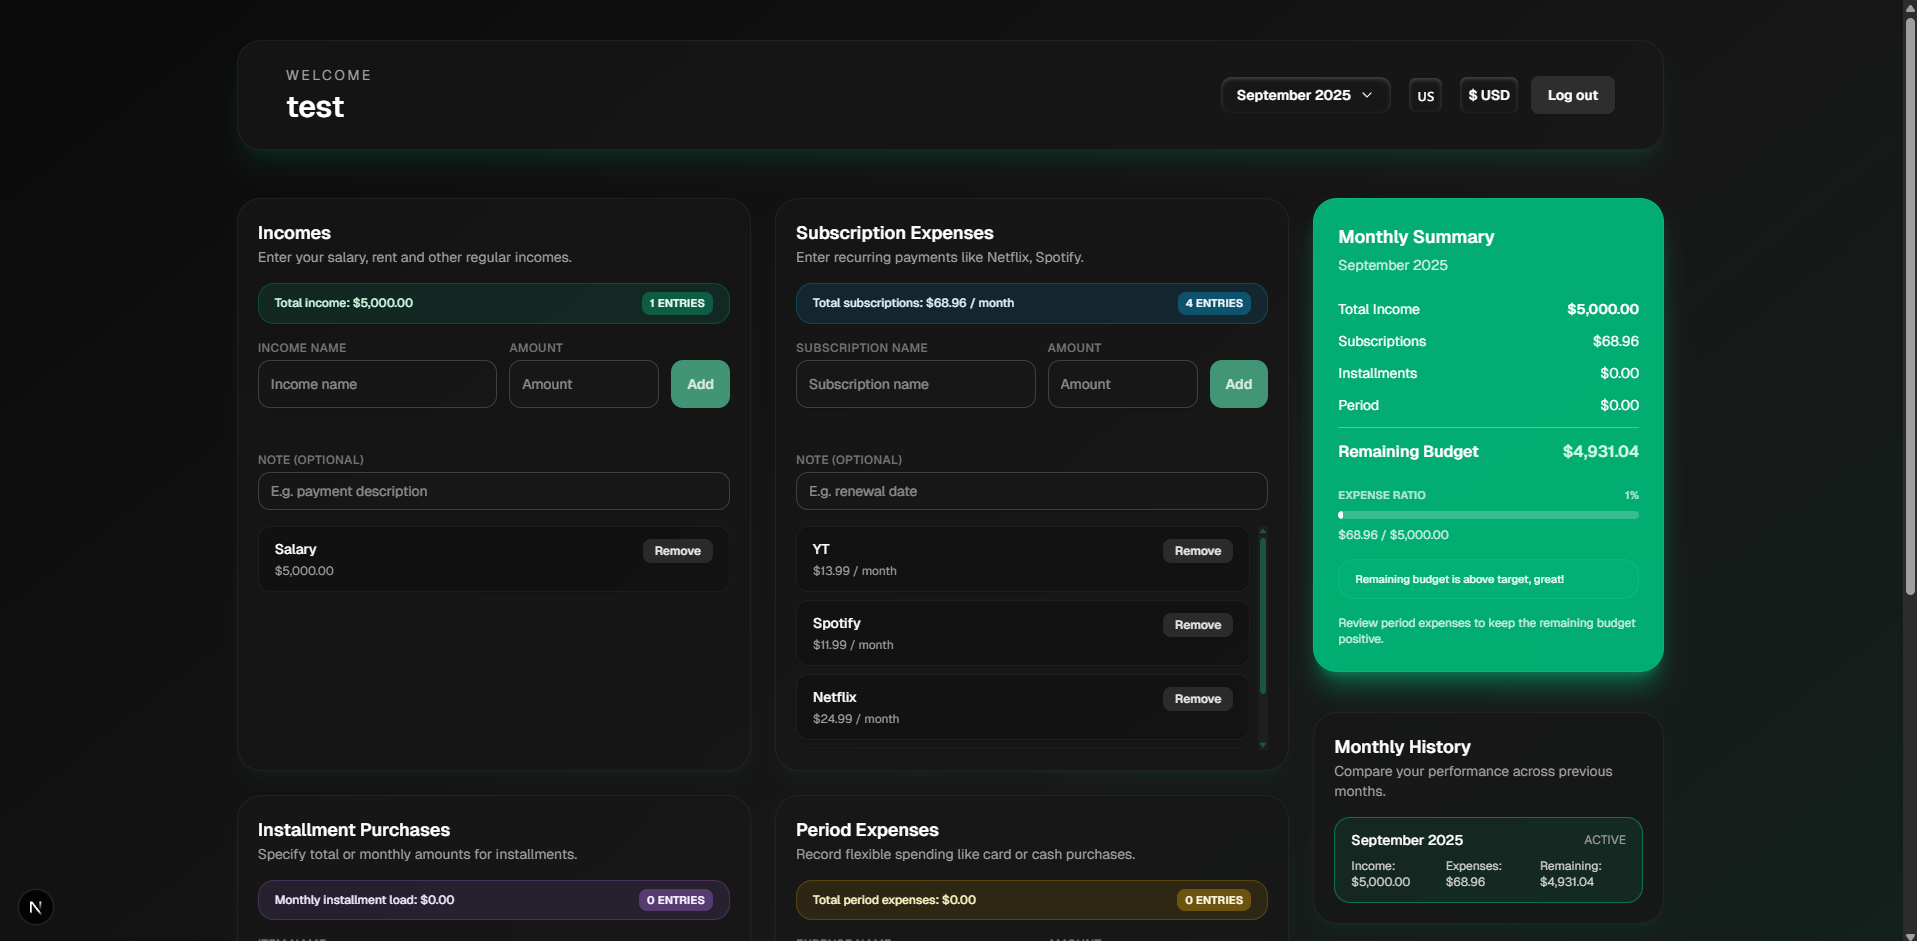 WELCOME
test
September 2025
US
$ USD
Log out
Incomes
Enter your salary, rent and other regular incomes.
Total income: $5,000.00
1 ENTRIES
INCOME NAME
AMOUNT
Income name
Amount
Add
NOTE (OPTIONAL)
E.g. payment description
Salary
$5,000.00
Remove
Subscription Expenses
Enter recurring payments like Netflix, Spotify.
Total subscriptions: $68.96 / month
4 ENTRIES
SUBSCRIPTION NAME
AMOUNT
Subscription name
Amount
Add
NOTE (OPTIONAL)
E.g. renewal date
YT
$13.99 / month
Remove
Spotify
$11.99 / month
Remove
Netflix
$24.99 / month
Remove
Monthly Summary
September 2025
Total Income $5,000.00
Subscriptions $68.96
Installments $0.00
Period $0.00
Remaining Budget $4,931.04
EXPENSE RATIO 1%
$68.96 / $5,000.00
Remaining budget is above target, great!
Review period expenses to keep the remaining budget
positive.
Monthly History
Compare your performance across previous
months.
September 2025 ACTIVE
Income: Expenses: Remaining:
$5,000.00 $68.96 $4,931.04
Installment Purchases
Specify total or monthly amounts for installments.
Monthly installment load: $0.00
0 ENTRIES
Period Expenses
Record flexible spending like card or cash purchases.
Total period expenses: $0.00
0 ENTRIES
N